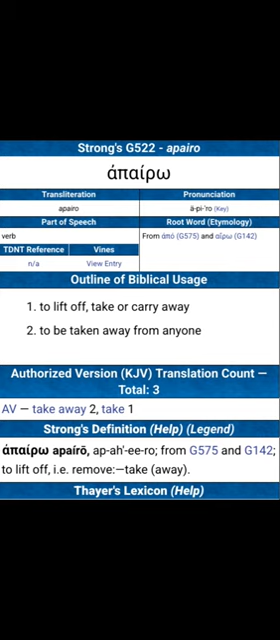 Strong's G522 - apairo
ἀπαίρω
Transliteration
Pronunciation
apairo
ä-pī'-rō (Key)
Part of Speech
Root Word (Etymology)
verb
From ἀπό (G575) and αἴρω (G142)
TDNT Reference
Vines
n/a
View Entry
Outline of Biblical Usage
1. to lift off, take or carry away
2. to be taken away from anyone
Authorized Version (KJV) Translation Count —
Total: 3
AV — take away 2, take 1
Strong's Definition (Help) (Legend)
ἀπαίρω apaírō, ap-ah'-ee-ro; from G575 and G142;
to lift off, i.e. remove:—take (away).
Thayer's Lexicon (Help)